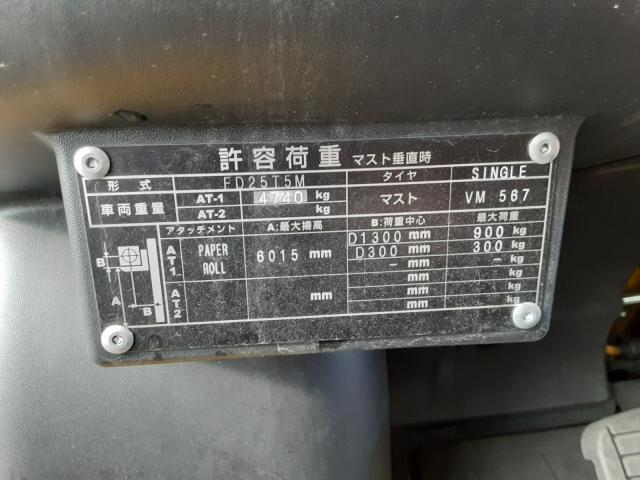 許容荷重 マスト垂直時
形式 FD25T5M タイヤ SINGLE
車両重量 AT-1 4740 kg マスト VM 567
AT-2 kg
アタッチメント A:最大揚高 B:荷重中心 最大荷重
AT1 PAPER ROLL 6015 mm D1300 mm 900 kg
D300 mm 300 kg
- mm - kg
AT2 mm mm kg
mm kg
B
A
B